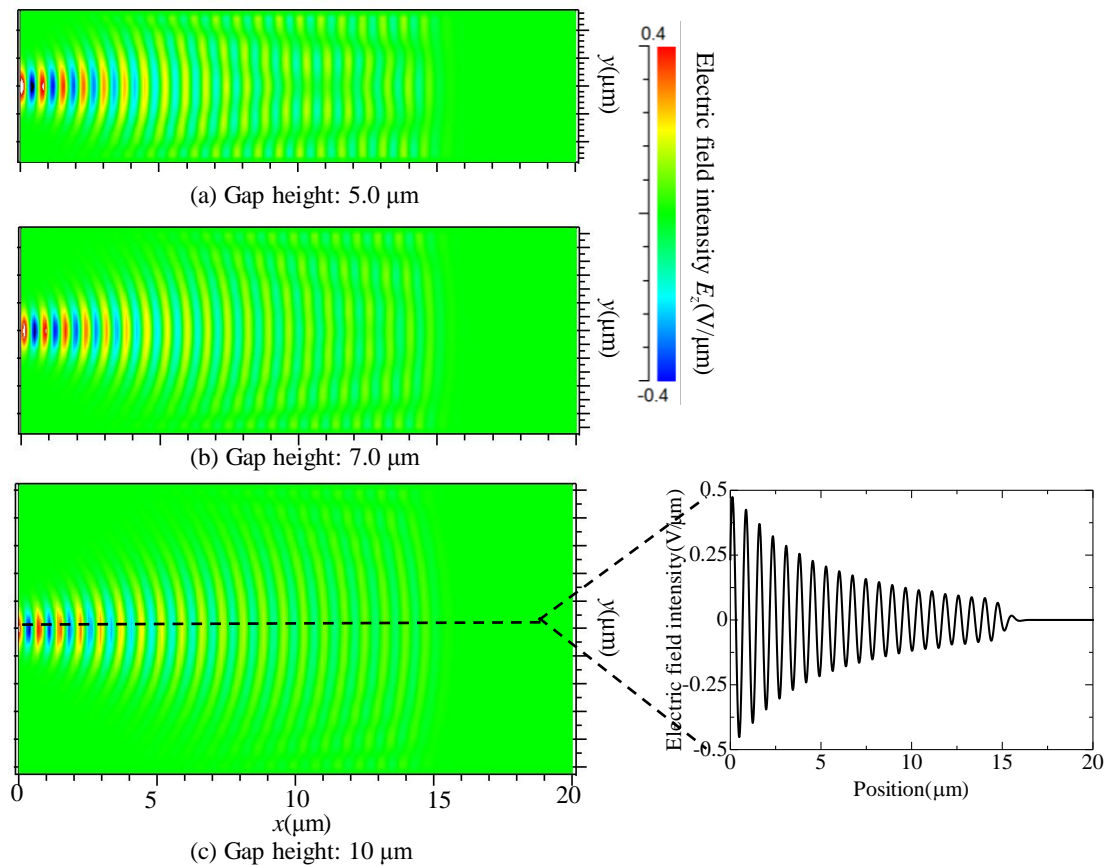 y(μm)
0.4
Electric field intensity Ez(V/μm)
-0.4
(a) Gap height: 5.0 μm
y(μm)
(b) Gap height: 7.0 μm
y(μm)
0
5
10
15
20
x(μm)
(c) Gap height: 10 μm
Electric field intensity(V/μm)
0.5
0.25
0
-0.25
-0.5
0
5
10
15
20
Position(μm)